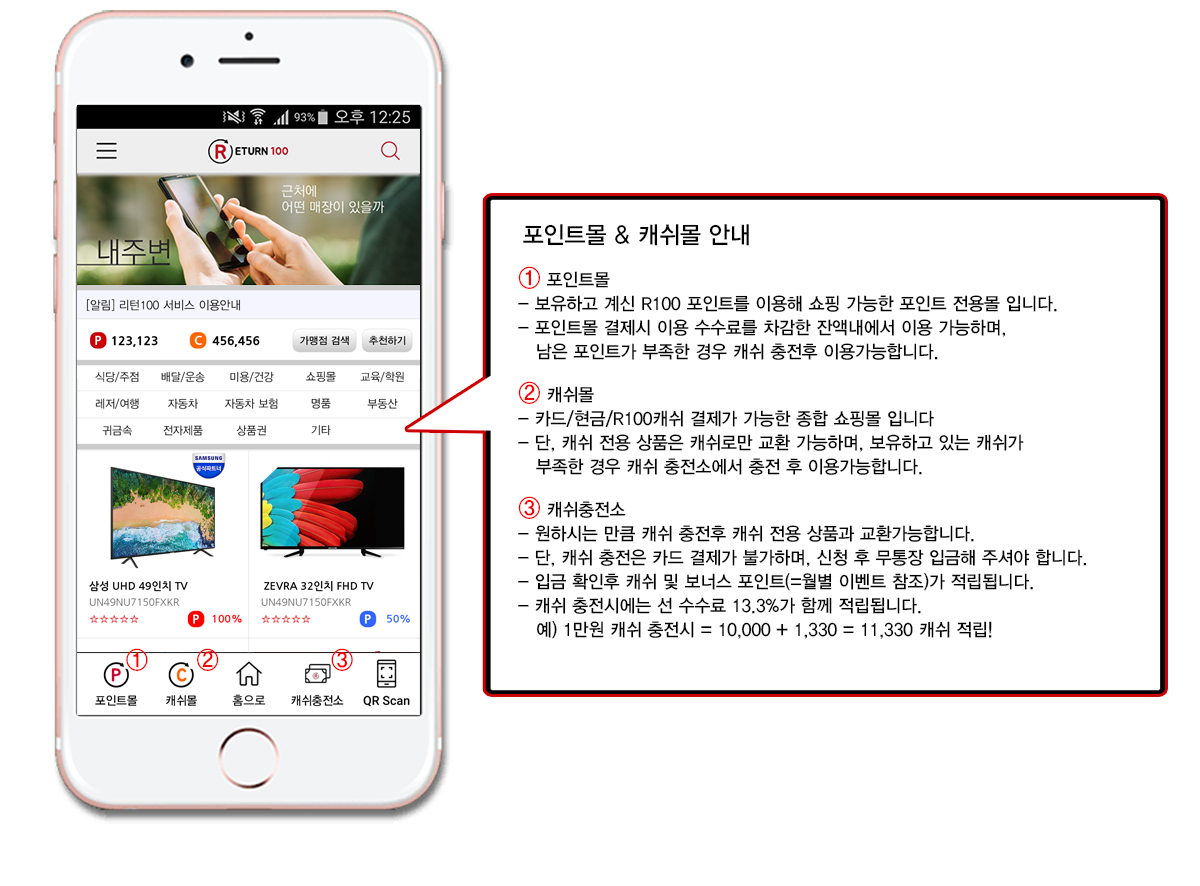 93% 오후 12:25
RETURN 100
근처에
어떤 매장이 있을까
내주변
[알림] 리턴100 서비스 이용안내
P 123,123 C 456,456 가맹점 검색 추천하기
식당/주점 배달/운송 미용/건강 쇼핑몰 교육/학원
레저/여행 자동차 자동차 보험 명품 부동산
귀금속 전자제품 상품권 기타
SAMSUNG
공식파트너
삼성 UHD 49인치 TV
UN49NU7150FXKR
☆☆☆☆☆ P 100%
ZEVRA 32인치 FHD TV
UN49NU7150FXKR
☆☆☆☆☆ P 50%
P ① C ② ③
포인트몰 캐쉬몰 홈으로 캐쉬충전소 QR Scan
포인트몰 & 캐쉬몰 안내
① 포인트몰
- 보유하고 계신 R100 포인트를 이용해 쇼핑 가능한 포인트 전용몰 입니다.
- 포인트몰 결제시 이용 수수료를 차감한 잔액내에서 이용 가능하며,
남은 포인트가 부족한 경우 캐쉬 충전후 이용가능합니다.
② 캐쉬몰
- 카드/현금/R100캐쉬 결제가 가능한 종합 쇼핑몰 입니다
- 단, 캐쉬 전용 상품은 캐쉬로만 교환 가능하며, 보유하고 있는 캐쉬가
부족한 경우 캐쉬 충전소에서 충전 후 이용가능합니다.
③ 캐쉬충전소
- 원하시는 만큼 캐쉬 충전후 캐쉬 전용 상품과 교환가능합니다.
- 단, 캐쉬 충전은 카드 결제가 불가하며, 신청 후 무통장 입금해 주셔야 합니다.
- 입금 확인후 캐쉬 및 보너스 포인트(=월별 이벤트 참조)가 적립됩니다.
- 캐쉬 충전시에는 선 수수료 13.3%가 함께 적립됩니다.
예) 1만원 캐쉬 충전시 = 10,000 + 1,330 = 11,330 캐쉬 적립!